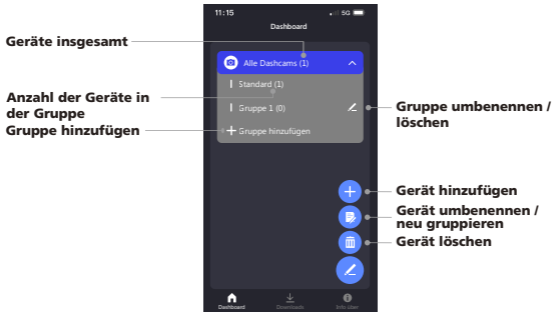 11:15
5G
Dashboard
Geräte insgesamt
Alle Dashcams (1)
Standard (1)
Anzahl der Geräte in
der Gruppe
Gruppe 1 (0)
Gruppe umbenennen /
löschen
Gruppe hinzufügen
Gruppe hinzufügen
Gerät hinzufügen
Gerät umbenennen /
neu gruppieren
Gerät löschen
Dashboard
Downloads
Info über